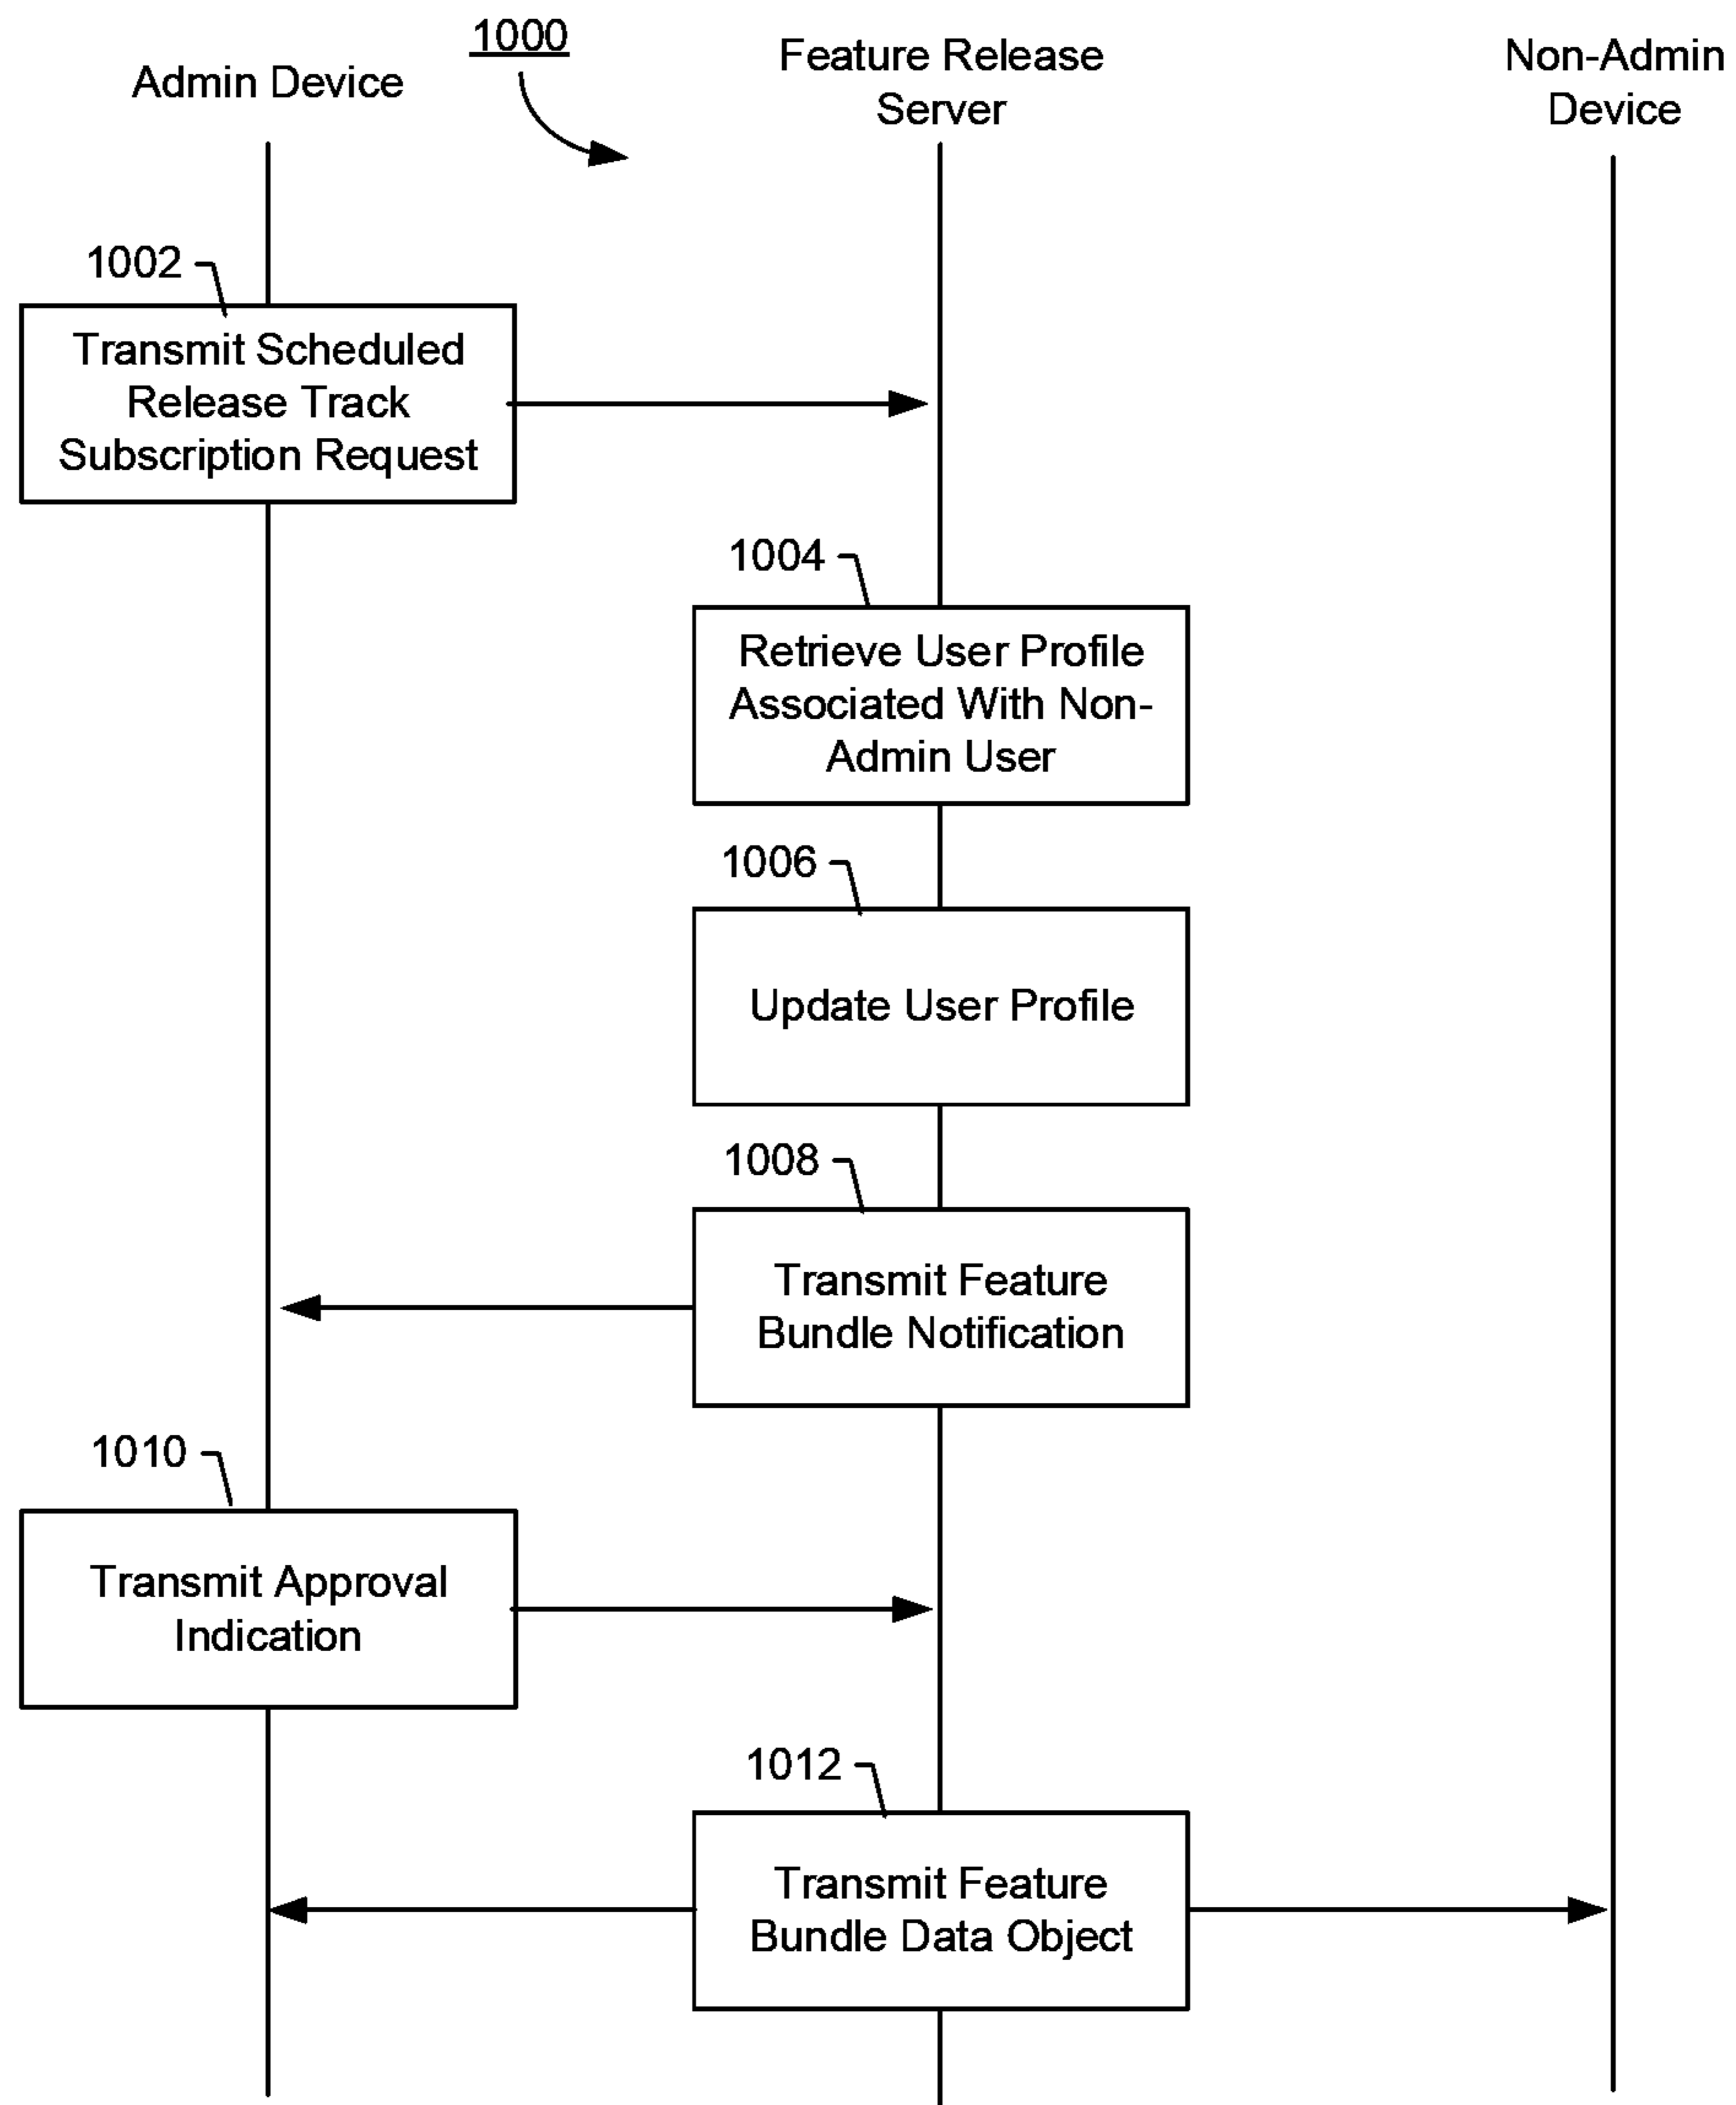 1000
Admin Device
Feature Release
Server
Non-Admin
Device
1002
Transmit Scheduled
Release Track
Subscription Request
1004
Retrieve User Profile
Associated With Non-
Admin User
1006
Update User Profile
1008
Transmit Feature
Bundle Notification
1010
Transmit Approval
Indication
1012
Transmit Feature
Bundle Data Object